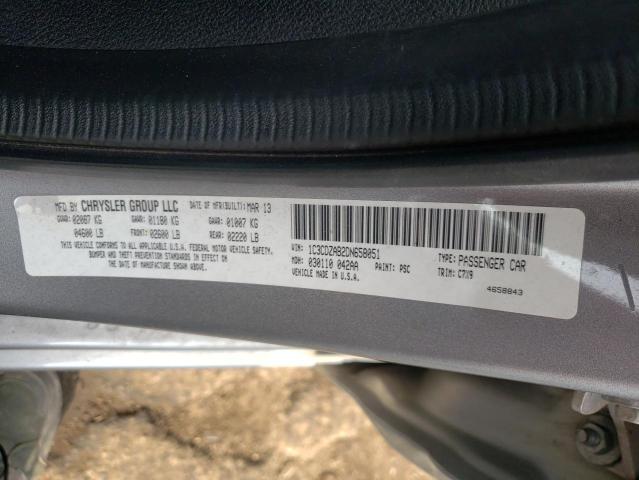 MFD BY CHRYSLER GROUP LLC DATE OF MFR(BUILT): MAR 13
GVWR: 02087 KG GAWR: 01180 KG GAWR: 01007 KG
04600 LB FRONT: 02600 LB REAR: 02220 LB
THIS VEHICLE CONFORMS TO ALL APPLICABLE U.S.A. FEDERAL MOTOR VEHICLE SAFETY,
BUMPER AND THEFT PREVENTION STANDARDS IN EFFECT ON THE
DATE OF MANUFACTURE SHOWN ABOVE.
VIN: 1C3CDZAB2DN658051 TYPE: PASSENGER CAR
MDH: 030110 042AA PAINT: PSC TRIM: C7X9
VEHICLE MADE IN U.S.A.
4658843